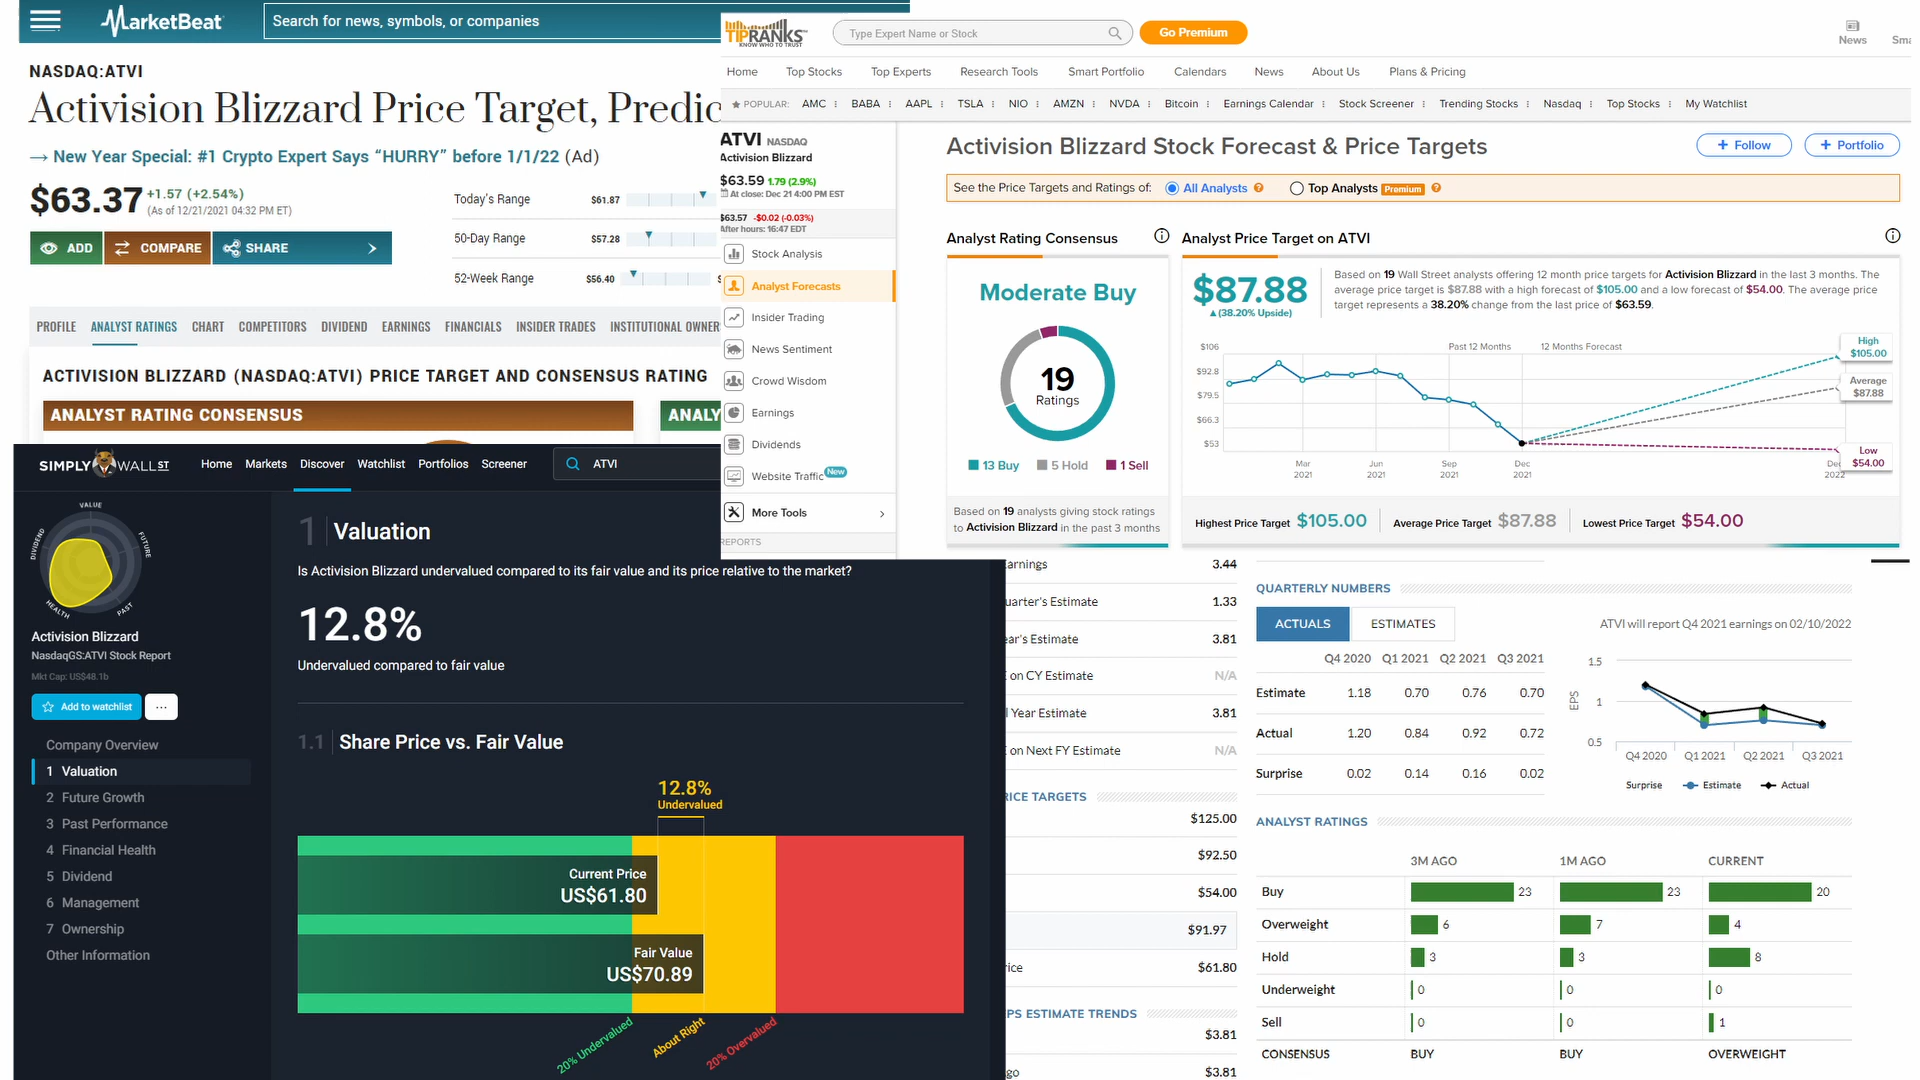 MarketBeat
Search for news, symbols, or companies
NASDAQ:ATVI
Activision Blizzard Price Target, Predic
→ New Year Special: #1 Crypto Expert Says “HURRY” before 1/1/22 (Ad)
$63.37 +1.57 (+2.54%)
(As of 12/21/2021 04:32 PM ET)
ADD COMPARE SHARE
Today's Range $61.87
50-Day Range $57.28
52-Week Range $56.40
PROFILE ANALYST RATINGS CHART COMPETITORS DIVIDEND EARNINGS FINANCIALS INSIDER TRADES INSTITUTIONAL OWNER
ACTIVISION BLIZZARD (NASDAQ:ATVI) PRICE TARGET AND CONSENSUS RATING
ANALYST RATING CONSENSUS
ANALY
TIPRANKS
KNOW WHO TO TRUST
Type Expert Name or Stock
Go Premium
News
Sma
Home Top Stocks Top Experts Research Tools Smart Portfolio Calendars News About Us Plans & Pricing
POPULAR: AMC BABA AAPL TSLA NIO AMZN NVDA Bitcoin Earnings Calendar Stock Screener Trending Stocks Nasdaq Top Stocks My Watchlist
ATVI NASDAQ
Activision Blizzard
$63.59 1.79 (2.9%)
At close: Dec 21 4:00 PM EST
$63.57 -$0.02 (-0.03%)
After hours: 16:47 EDT
Stock Analysis
Analyst Forecasts
Insider Trading
News Sentiment
Crowd Wisdom
Earnings
Dividends
Website Traffic New
More Tools
REPORTS
Activision Blizzard Stock Forecast & Price Targets
+ Follow
+ Portfolio
See the Price Targets and Ratings of: All Analysts Top Analysts Premium
Analyst Rating Consensus
Moderate Buy
19
Ratings
13 Buy 5 Hold 1 Sell
Based on 19 analysts giving stock ratings
to Activision Blizzard in the past 3 months
Analyst Price Target on ATVI
$87.88
▲(38.20% Upside)
Based on 19 Wall Street analysts offering 12 month price targets for Activision Blizzard in the last 3 months. The
average price target is $87.88 with a high forecast of $105.00 and a low forecast of $54.00. The average price
target represents a 38.20% change from the last price of $63.59.
Past 12 Months 12 Months Forecast
$106
$92.8
$79.5
$66.3
$53
Mar 2021 Jun 2021 Sep 2021 Dec 2021 Dec 2022
High
$105.00
Average
$87.88
Low
$54.00
Highest Price Target $105.00 Average Price Target $87.88 Lowest Price Target $54.00
SIMPLY WALL ST
Home Markets Discover Watchlist Portfolios Screener
ATVI
VALUE
FUTURE
PAST
HEALTH
DIVIDEND
Activision Blizzard
NasdaqGS:ATVI Stock Report
Mkt Cap: US$48.1b
Add to watchlist ...
Company Overview
1 Valuation
2 Future Growth
3 Past Performance
4 Financial Health
5 Dividend
6 Management
7 Ownership
Other Information
1 Valuation
Is Activision Blizzard undervalued compared to its fair value and its price relative to the market?
12.8%
Undervalued compared to fair value
1.1 Share Price vs. Fair Value
12.8%
Undervalued
Current Price
US$61.80
Fair Value
US$70.89
20% Undervalued
About Right
20% Overvalued
arnings 3.44
uarter's Estimate 1.33
ear's Estimate 3.81
on CY Estimate N/A
l Year Estimate 3.81
on Next FY Estimate N/A
RICE TARGETS
$125.00
$92.50
$54.00
$91.97
ice $61.80
PS ESTIMATE TRENDS
$3.81
go $3.81
QUARTERLY NUMBERS
ACTUALS ESTIMATES
Q4 2020 Q1 2021 Q2 2021 Q3 2021
Estimate 1.18 0.70 0.76 0.70
Actual 1.20 0.84 0.92 0.72
Surprise 0.02 0.14 0.16 0.02
ATVI will report Q4 2021 earnings on 02/10/2022
1.5
1
0.5
EPS
Q4 2020 Q1 2021 Q2 2021 Q3 2021
Surprise Estimate Actual
ANALYST RATINGS
3M AGO 1M AGO CURRENT
Buy 23 23 20
Overweight 6 7 4
Hold 3 3 8
Underweight 0 0 0
Sell 0 0 1
CONSENSUS BUY BUY OVERWEIGHT